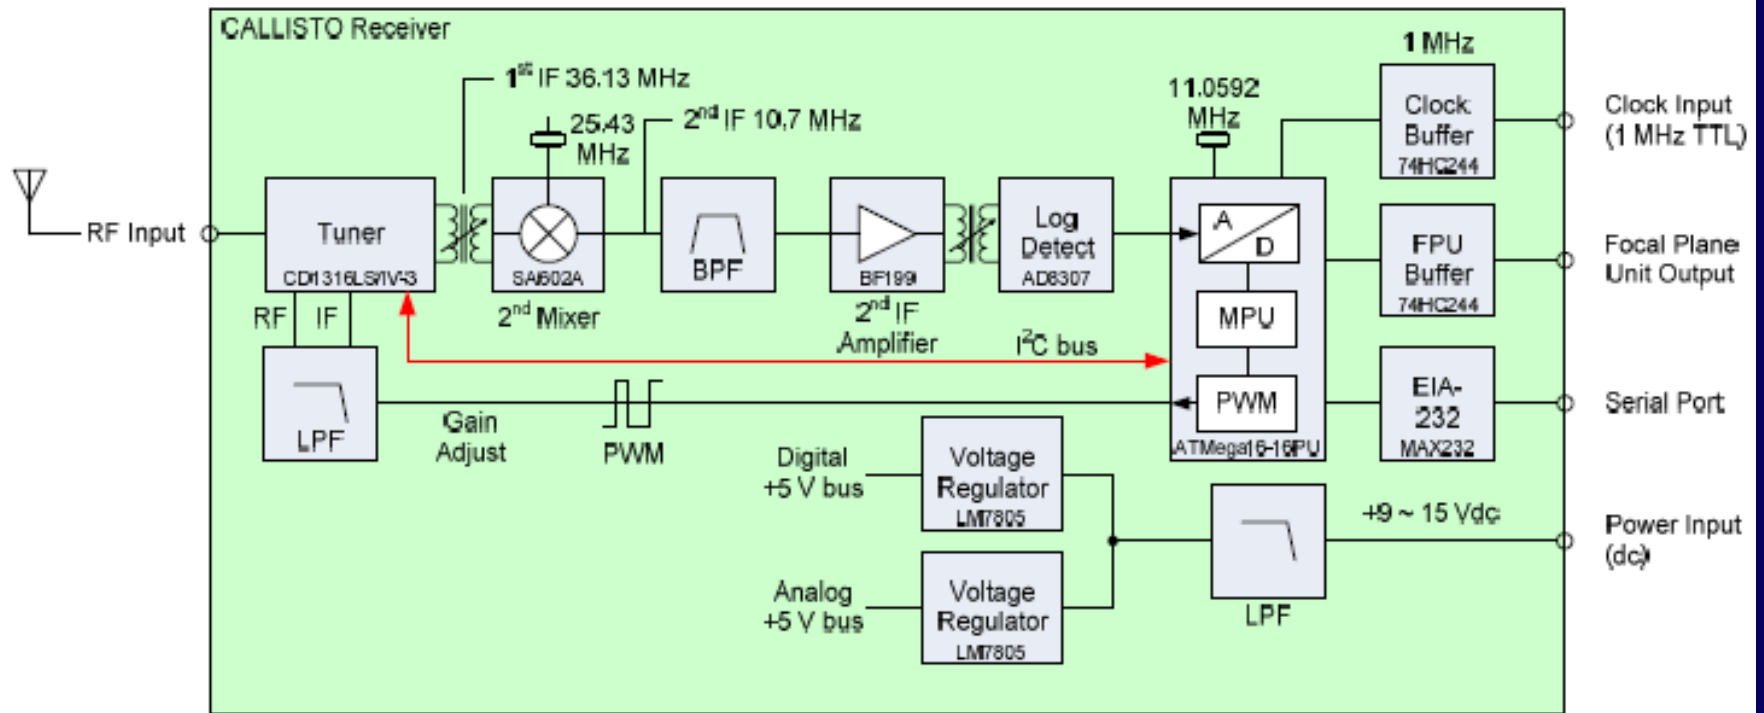 CALLISTO Receiver
1st IF 36.13 MHz
25.43
MHz
2nd IF 10.7 MHz
11.0592
MHz
1 MHz
Clock
Buffer
74HC244
Clock Input
(1 MHz TTL)
RF Input
Tuner
CD1316LS/IV-3
SA602A
2nd Mixer
BPF
BF199
2nd IF
Amplifier
Log
Detect
AD8307
A
D
MPU
PWM
ATMega16-16PU
FPU
Buffer
74HC244
Focal Plane
Unit Output
RF
IF
I2C bus
LPF
Gain
Adjust
PWM
EIA-
232
MAX232
Serial Port
Digital
+5 V bus
Voltage
Regulator
LM7805
Analog
+5 V bus
Voltage
Regulator
LM7805
LPF
+9 ~ 15 Vdc
Power Input
(dc)